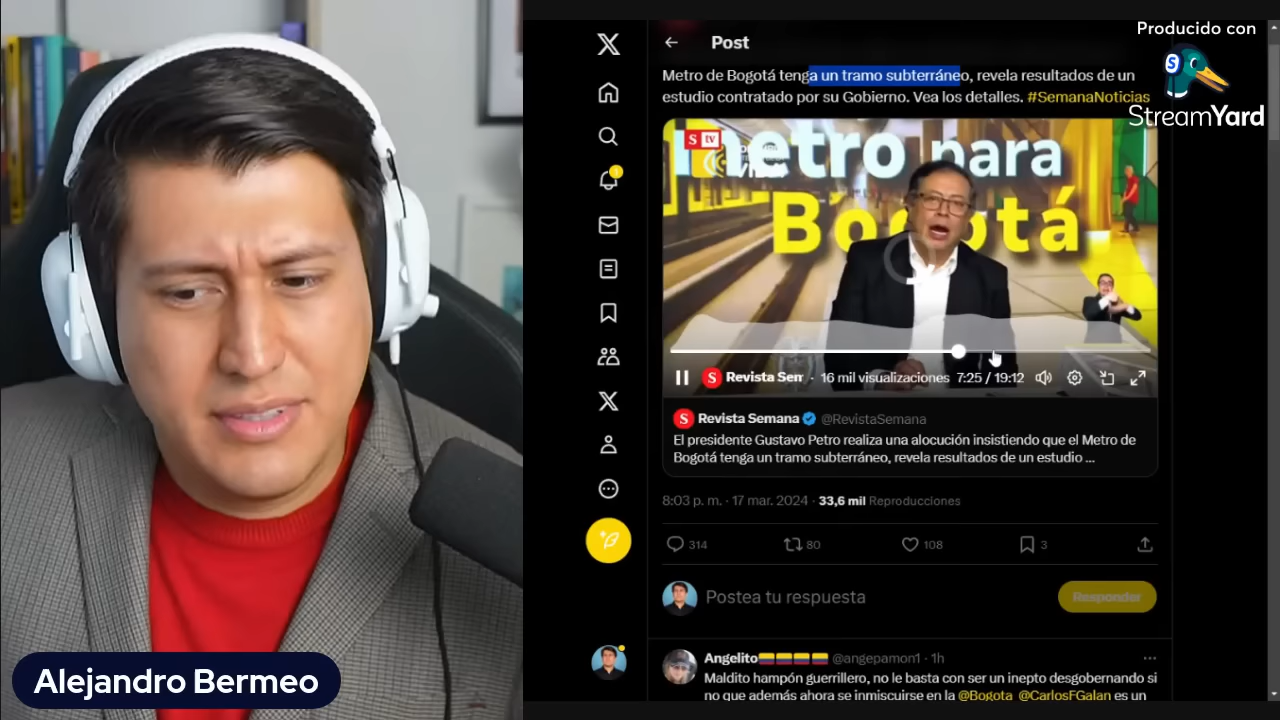 Producido con
S
StreamYard
Post
Metro de Bogotá tenga un tramo subterráneo, revela resultados de un
estudio contratado por su Gobierno. Vea los detalles. #SemanaNoticias
S tv
metro para
Bogotá
S Revista Sem · 16 mil visualizaciones 7:25 / 19:12
S Revista Semana @RevistaSemana
El presidente Gustavo Petro realiza una alocución insistiendo que el Metro de
Bogotá tenga un tramo subterráneo, revela resultados de un estudio ...
8:03 p. m. · 17 mar. 2024 · 33,6 mil Reproducciones
314 80 108 3
Postea tu respuesta
Responder
Angelito @angepamon1 · 1h
Maldito hampón guerrillero, no le basta con ser un inepto desgobernando si
no que además ahora se inmiscuirse en la @Bogota @CarlosFGalan es un
Alejandro Bermeo